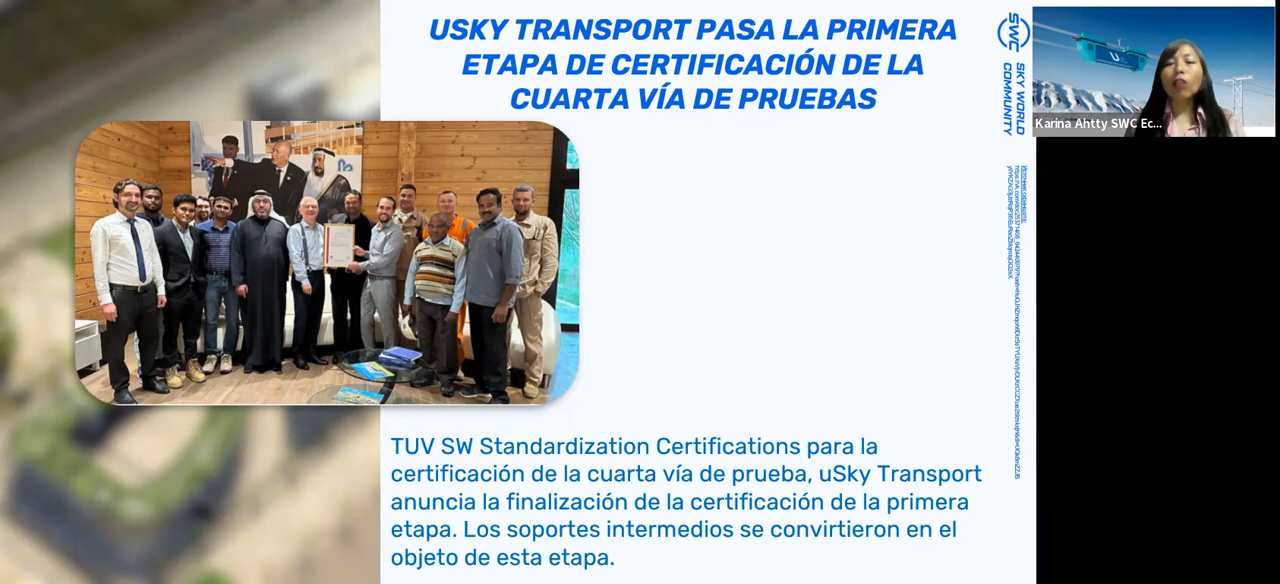 USKY TRANSPORT PASA LA PRIMERA
ETAPA DE CERTIFICACIÓN DE LA
CUARTA VÍA DE PRUEBAS
TUV SW Standardization Certifications para la
certificación de la cuarta vía de prueba, uSky Transport
anuncia la finalización de la certificación de la primera
etapa. Los soportes intermedios se convirtieron en el
objeto de esta etapa.
SWC
SKY WORLD
COMMUNITY
Karina Ahtty SWC Ec...